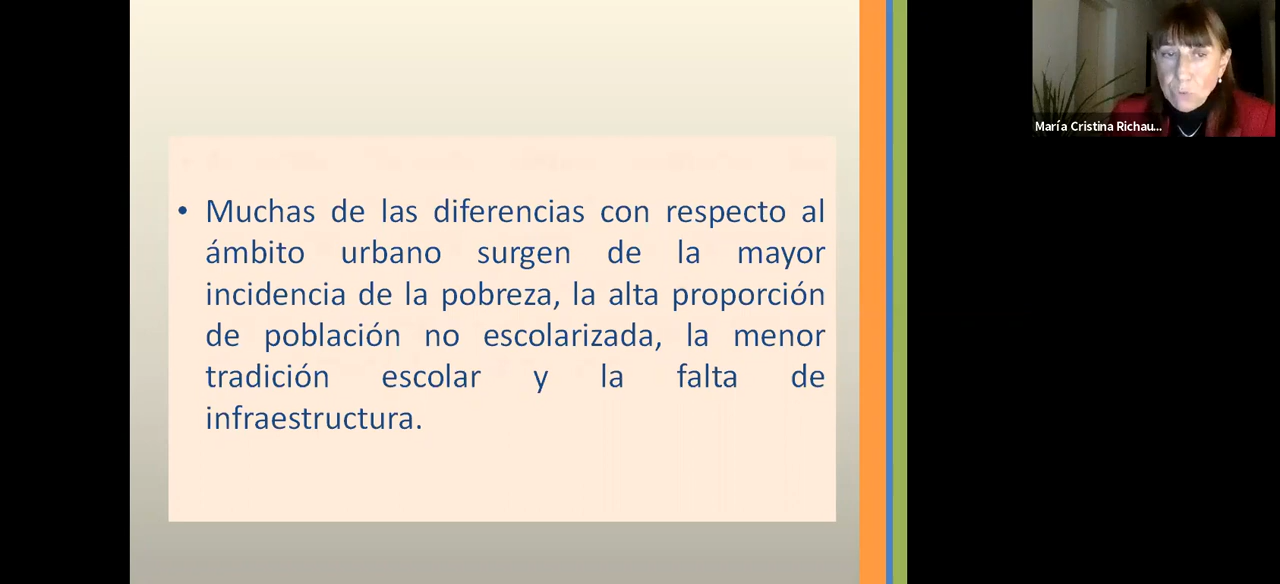 • Muchas de las diferencias con respecto al
ámbito urbano surgen de la mayor
incidencia de la pobreza, la alta proporción
de población no escolarizada, la menor
tradición escolar y la falta de
infraestructura.
María Cristina Richau...